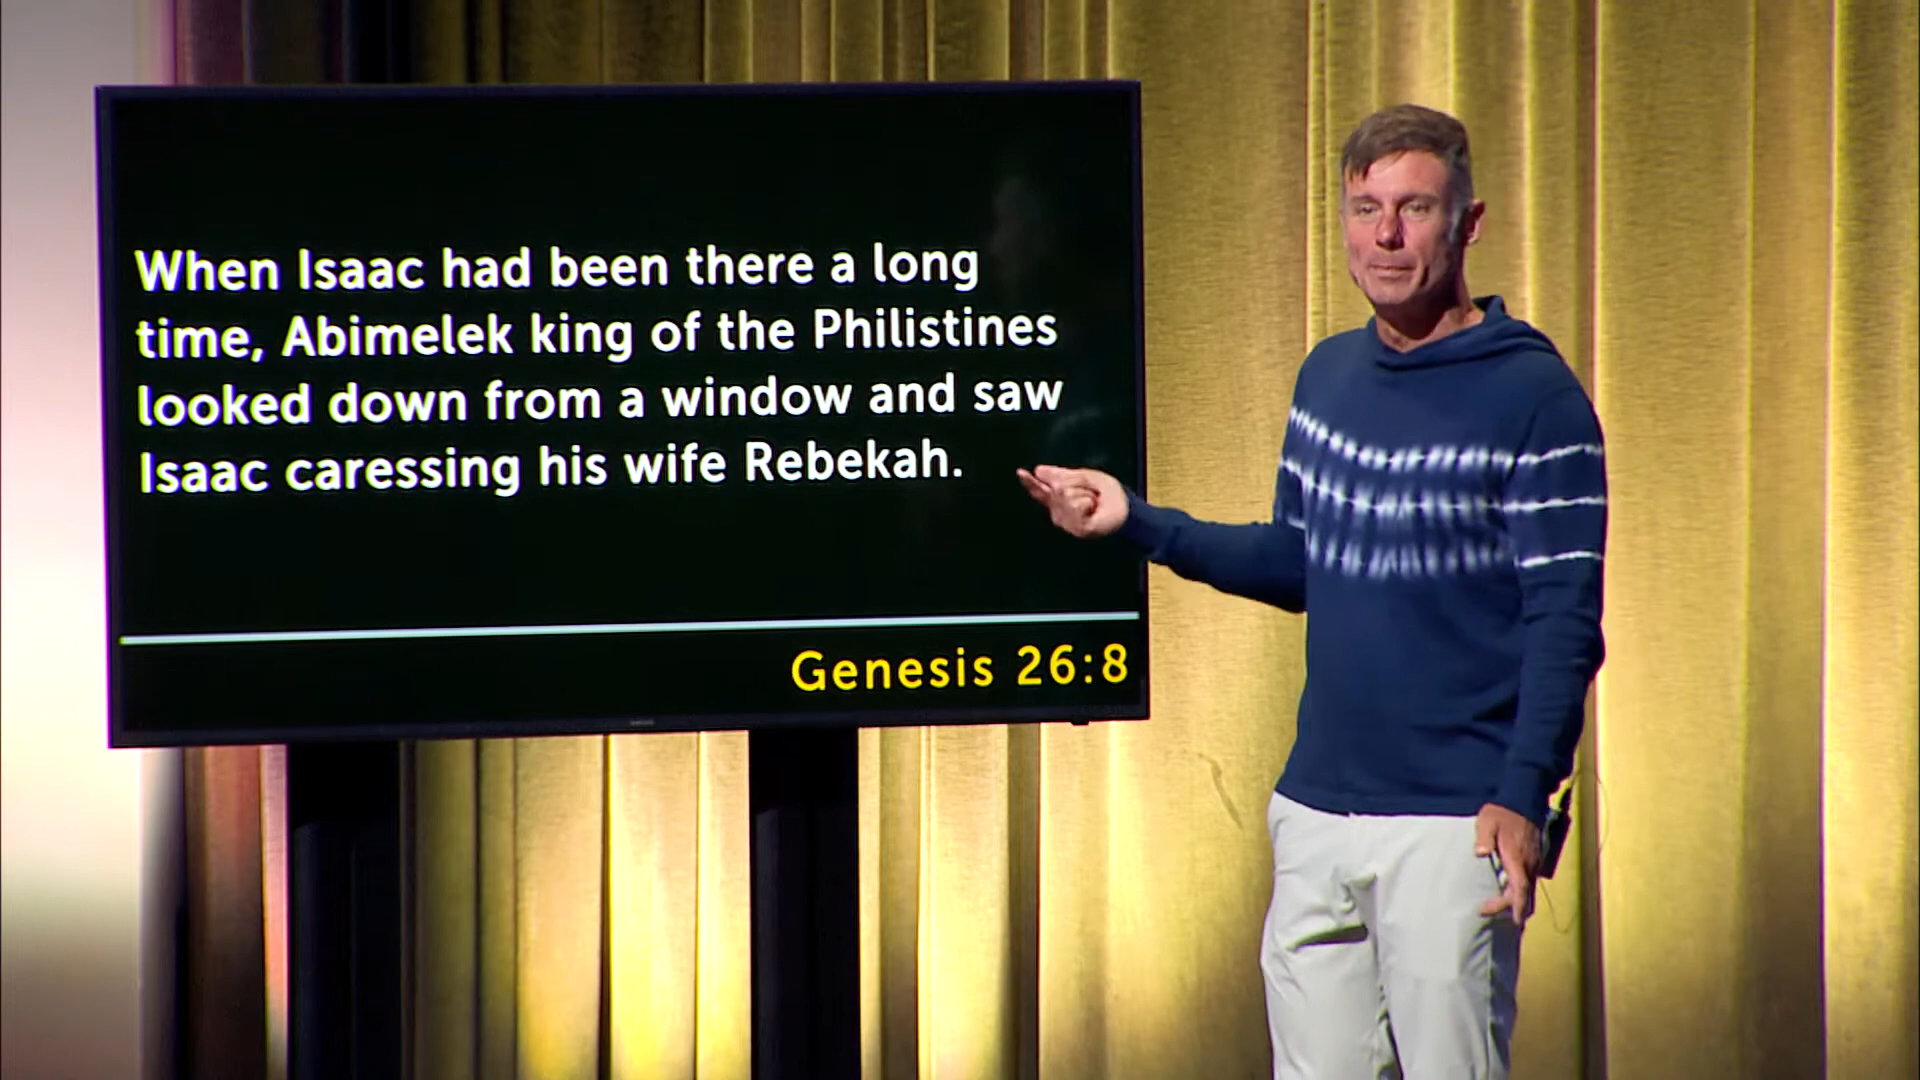 When Isaac had been there a long
time, Abimelek king of the Philistines
looked down from a window and saw
Isaac caressing his wife Rebekah.
Genesis 26:8